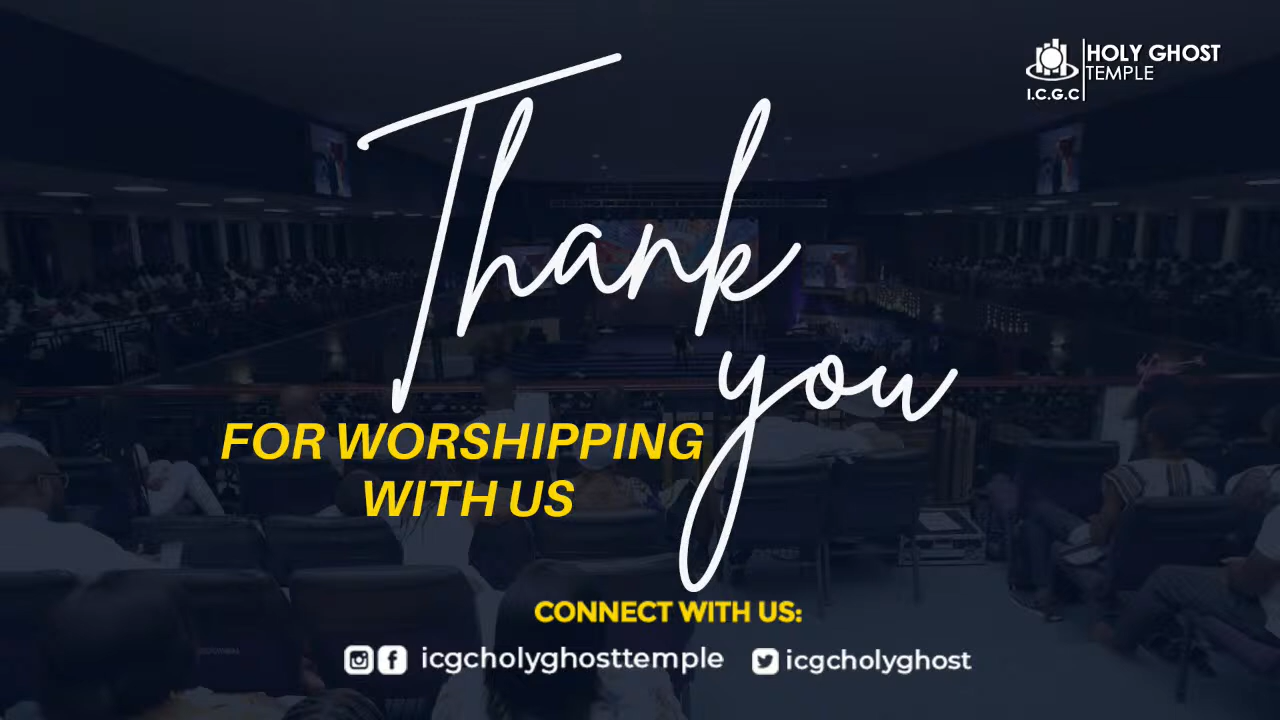 HOLY GHOST
TEMPLE
I.C.G.C
Thank
you
FOR WORSHIPPING
WITH US
CONNECT WITH US:
icgcholyghosttemple icgcholyghost